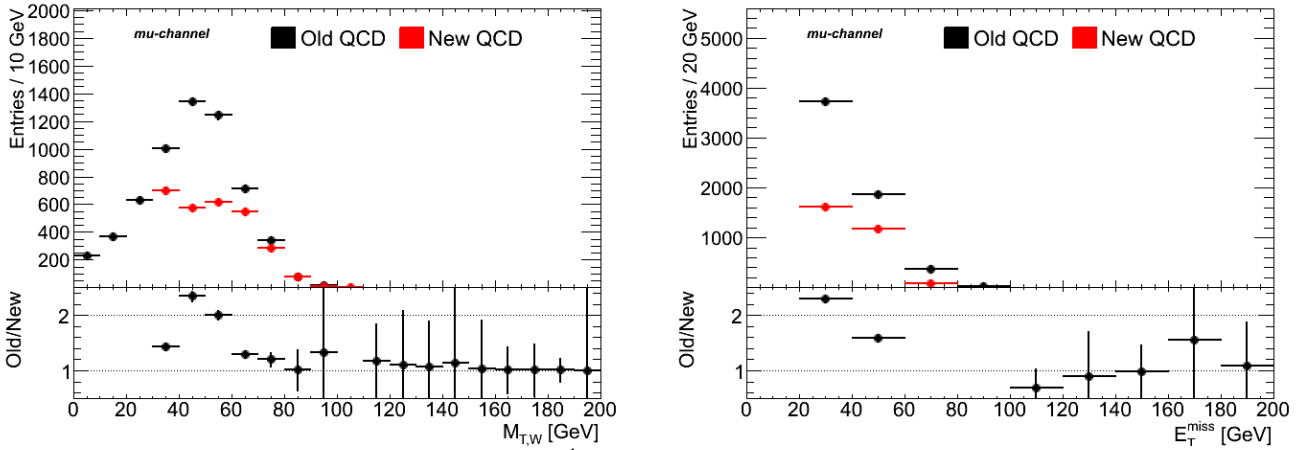 Entries / 10 GeV
2000
1800
1600
1400
1200
1000
800
600
400
200
mu-channel
Old QCD
New QCD
Old/New
2
1
0 20 40 60 80 100 120 140 160 180 200
M_T,W [GeV]
Entries / 20 GeV
5000
4000
3000
2000
1000
mu-channel
Old QCD
New QCD
Old/New
2
1
0 20 40 60 80 100 120 140 160 180 200
E_T^miss [GeV]